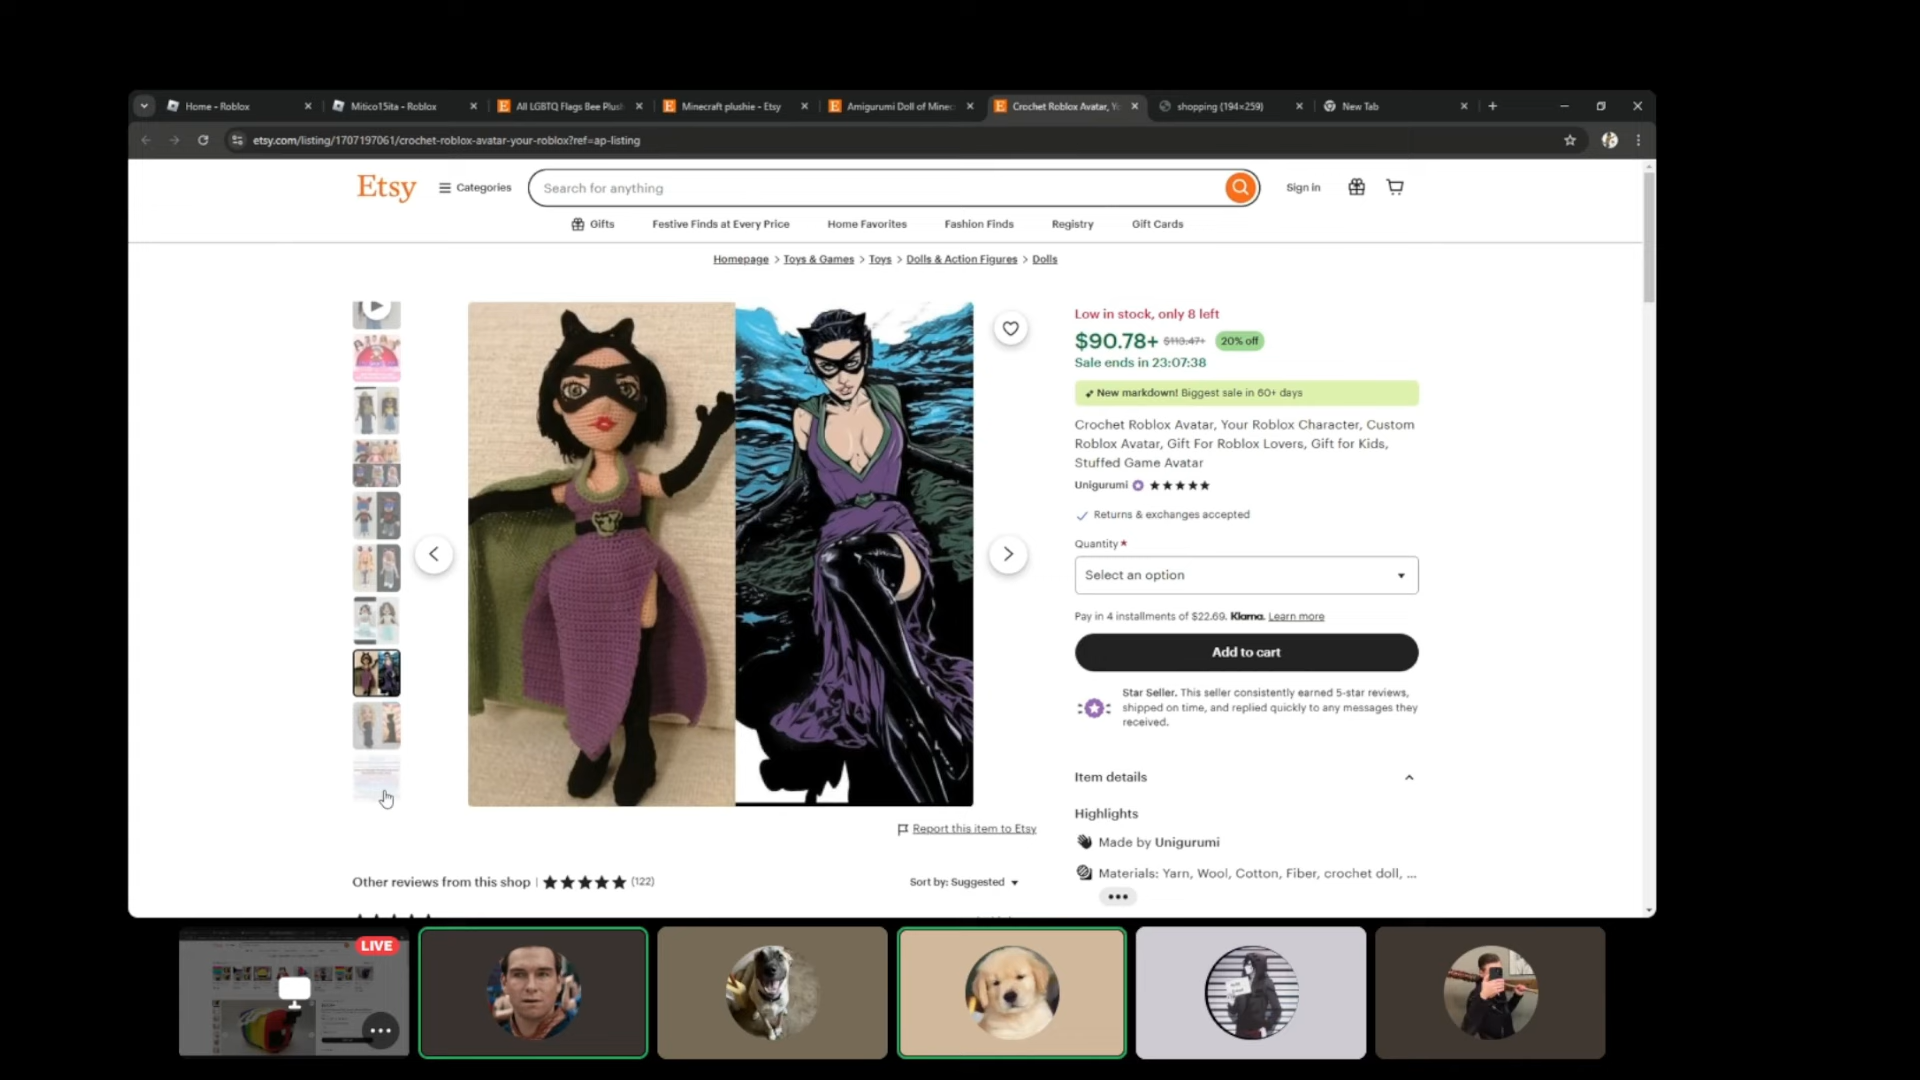 Home - Roblox
Mitico15ita - Roblox
All LGBTQ Flags Bee Plush
Minecraft plushie - Etsy
Amigurumi Doll of Minec
Crochet Roblox Avatar, Y
shopping (194×259)
New Tab
etsy.com/listing/1707197061/crochet-roblox-avatar-your-roblox?ref=ap-listing
Etsy
Categories
Search for anything
Sign in
Gifts
Festive Finds at Every Price
Home Favorites
Fashion Finds
Registry
Gift Cards
Homepage > Toys & Games > Toys > Dolls & Action Figures > Dolls
Low in stock, only 8 left
$90.78+ $113.47+ 20% off
Sale ends in 23:07:38
New markdown! Biggest sale in 60+ days
Crochet Roblox Avatar, Your Roblox Character, Custom
Roblox Avatar, Gift For Roblox Lovers, Gift for Kids,
Stuffed Game Avatar
Unigurumi
Returns & exchanges accepted
Quantity *
Select an option
Pay in 4 installments of $22.69. Klarna. Learn more
Add to cart
Star Seller. This seller consistently earned 5-star reviews,
shipped on time, and replied quickly to any messages they
received.
Item details
Highlights
Made by Unigurumi
Materials: Yarn, Wool, Cotton, Fiber, crochet doll, ...
Report this item to Etsy
Other reviews from this shop
(122)
Sort by: Suggested
LIVE